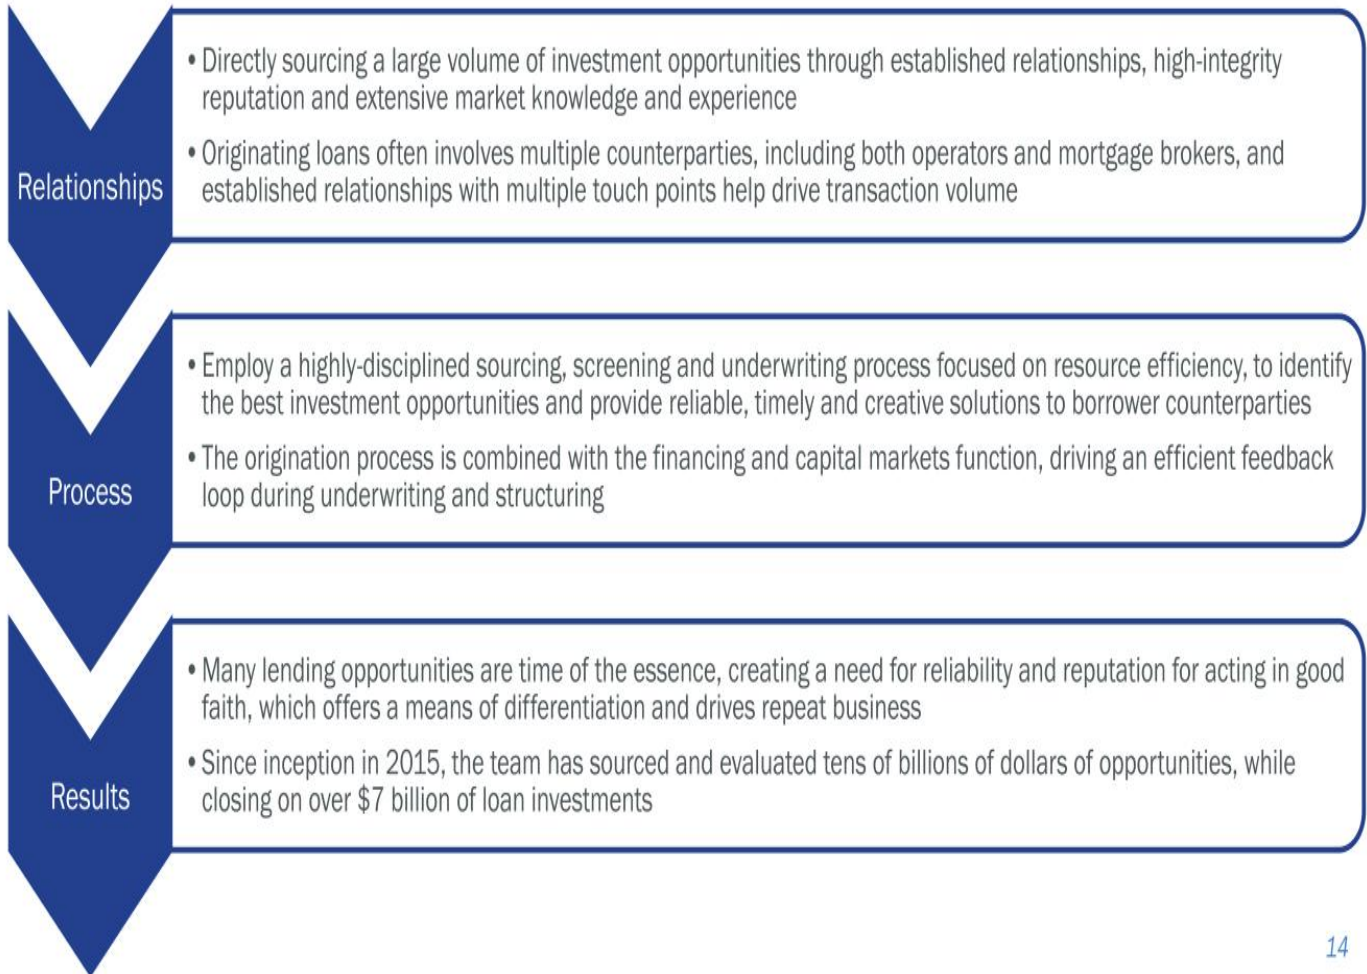 Relationships
• Directly sourcing a large volume of investment opportunities through established relationships, high-integrity
reputation and extensive market knowledge and experience
• Originating loans often involves multiple counterparties, including both operators and mortgage brokers, and
established relationships with multiple touch points help drive transaction volume
Process
• Employ a highly-disciplined sourcing, screening and underwriting process focused on resource efficiency, to identify
the best investment opportunities and provide reliable, timely and creative solutions to borrower counterparties
• The origination process is combined with the financing and capital markets function, driving an efficient feedback
loop during underwriting and structuring
Results
• Many lending opportunities are time of the essence, creating a need for reliability and reputation for acting in good
faith, which offers a means of differentiation and drives repeat business
• Since inception in 2015, the team has sourced and evaluated tens of billions of dollars of opportunities, while
closing on over $7 billion of loan investments
14